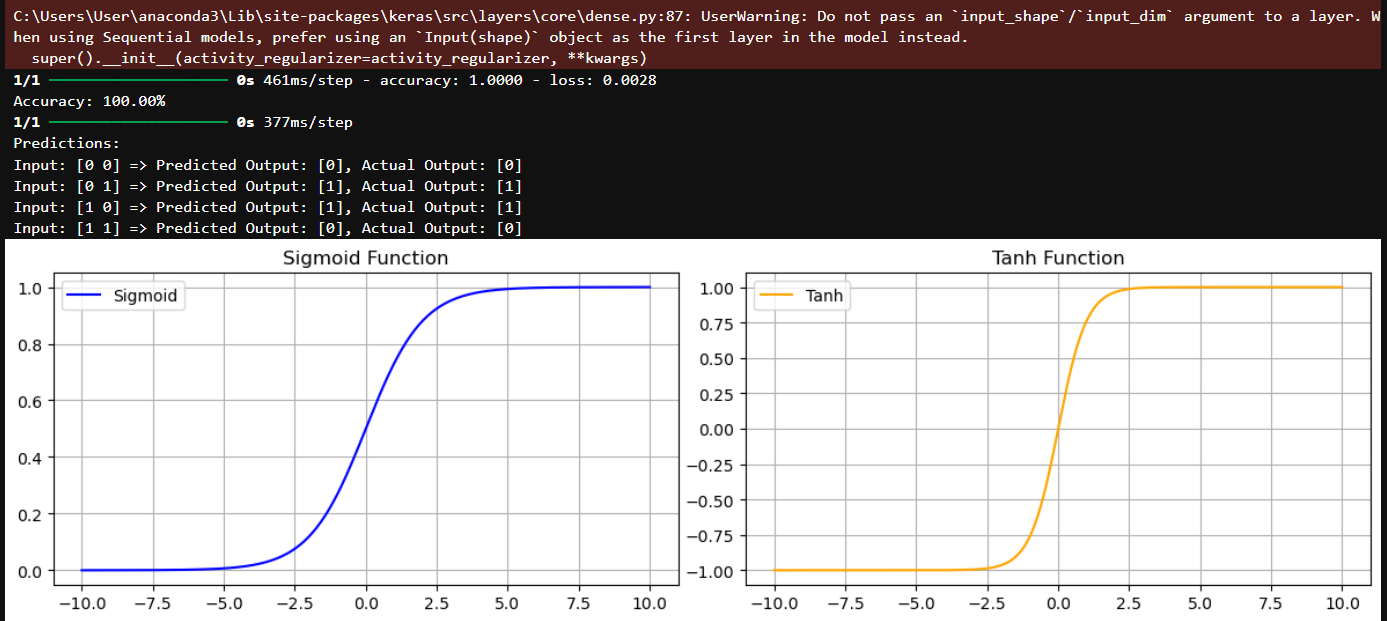 C:\Users\User\anaconda3\Lib\site-packages\keras\src\layers\core\dense.py:87: UserWarning: Do not pass an `input_shape`/`input_dim` argument to a layer. W
hen using Sequential models, prefer using an `Input(shape)` object as the first layer in the model instead.
  super().__init__(activity_regularizer=activity_regularizer, **kwargs)
1/1 0s 461ms/step - accuracy: 1.0000 - loss: 0.0028
Accuracy: 100.00%
1/1 0s 377ms/step
Predictions:
Input: [0 0] => Predicted Output: [0], Actual Output: [0]
Input: [0 1] => Predicted Output: [1], Actual Output: [1]
Input: [1 0] => Predicted Output: [1], Actual Output: [1]
Input: [1 1] => Predicted Output: [0], Actual Output: [0]
Sigmoid Function
Sigmoid
1.0
0.8
0.6
0.4
0.2
0.0
−10.0 −7.5 −5.0 −2.5 0.0 2.5 5.0 7.5 10.0
Tanh Function
Tanh
1.00
0.75
0.50
0.25
0.00
−0.25
−0.50
−0.75
−1.00
−10.0 −7.5 −5.0 −2.5 0.0 2.5 5.0 7.5 10.0